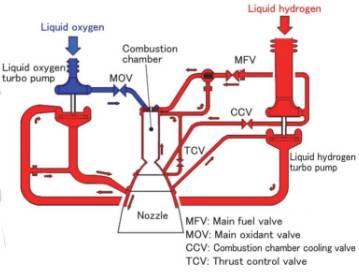 Liquid oxygen
Liquid hydrogen
Combustion
chamber
MFV
Liquid oxygen
turbo pump
MOV
CCV
TCV
Liquid hydrogen
turbo pump
Nozzle
MFV: Main fuel valve
MOV: Main oxidant valve
CCV: Combustion chamber cooling valve
TCV: Thrust control valve